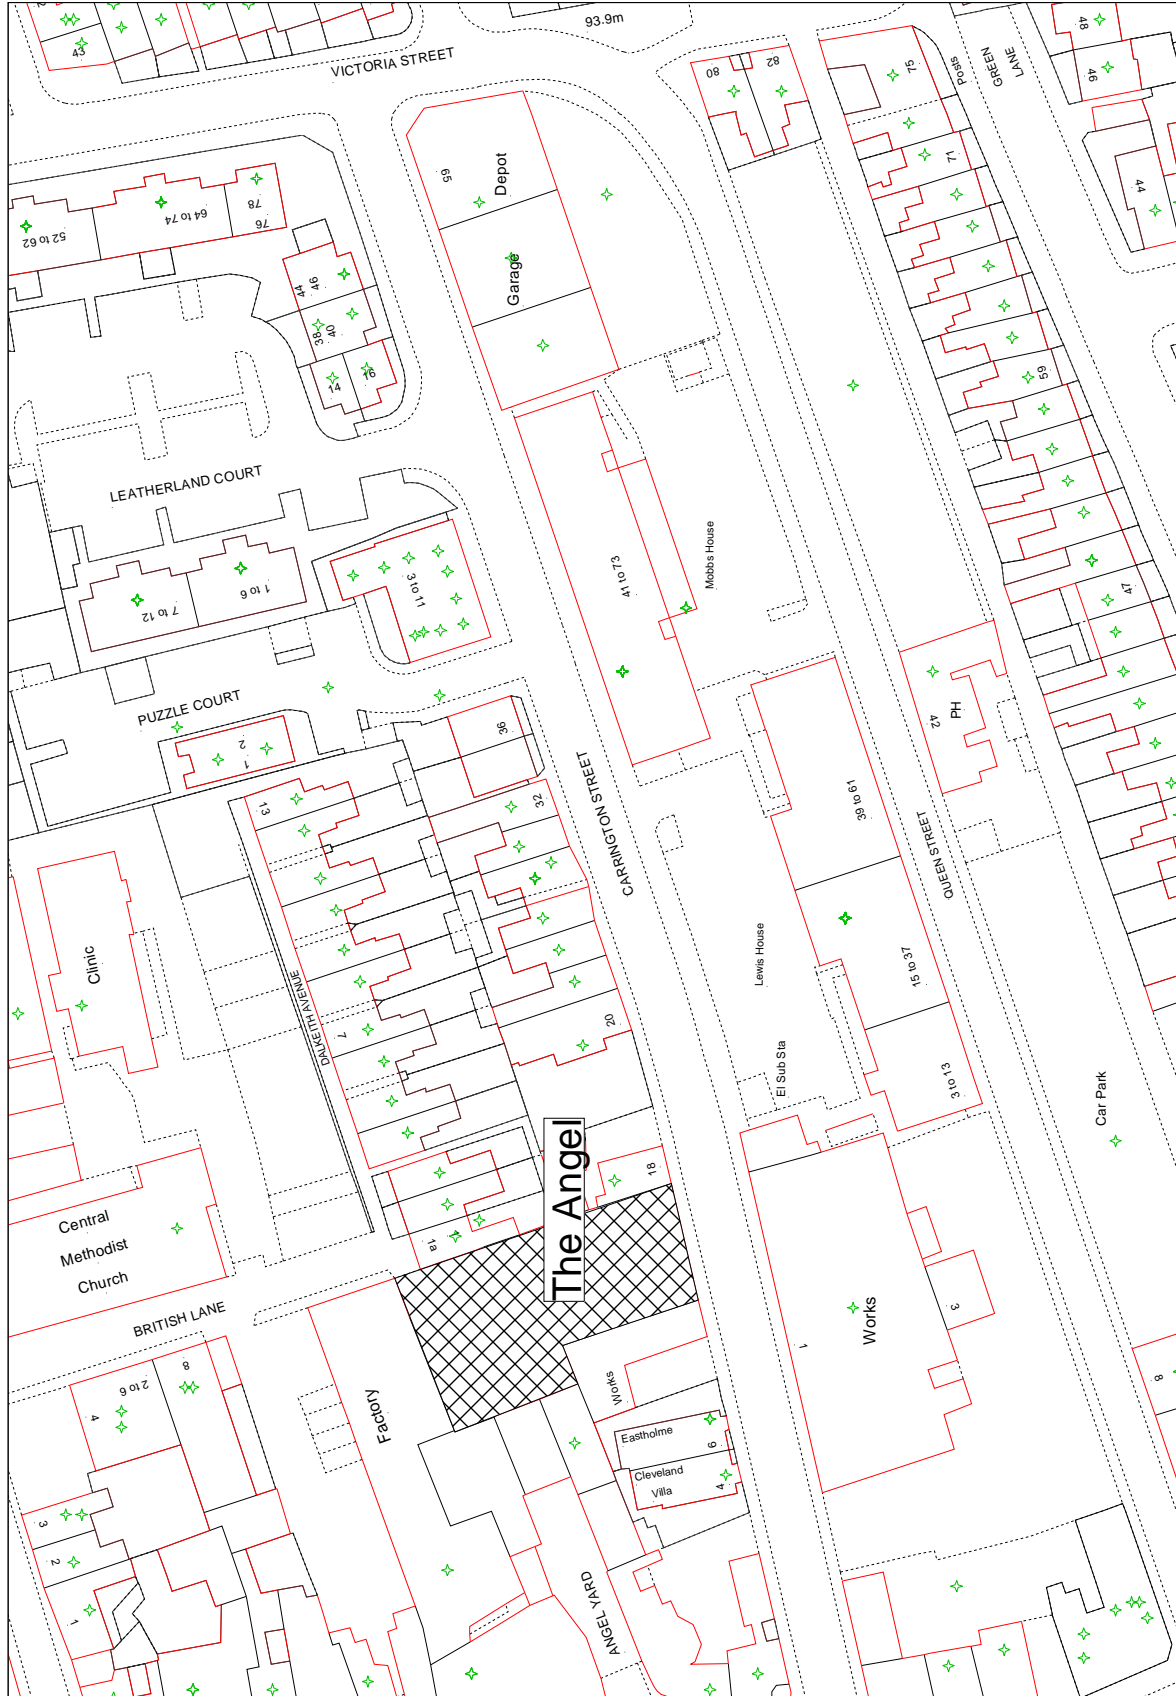 43
93.9m
VICTORIA STREET
48
46
GREEN
LANE
Posts
80
82
75
71
44
65
Depot
52 to 62
64 to 74
78
76
Garage
44
46
38
40
14
16
59
LEATHERLAND COURT
7 to 12
1 to 6
3 to 11
41 to 73
Mobbs House
47
PUZZLE COURT
2
1
36
24
PH
13
32
CARRINGTON STREET
39 to 61
QUEEN STREET
Clinic
DALKEITH AVENUE
7
20
Lewis House
15 to 37
El Sub Sta
3 to 13
Car Park
The Angel
18
1a
1
Central
Methodist
Church
BRITISH LANE
Works
1
3
8
2 to 6
4
8
Factory
Works
Eastholme
6
Cleveland
Villa
4
3
2
1
ANGEL YARD